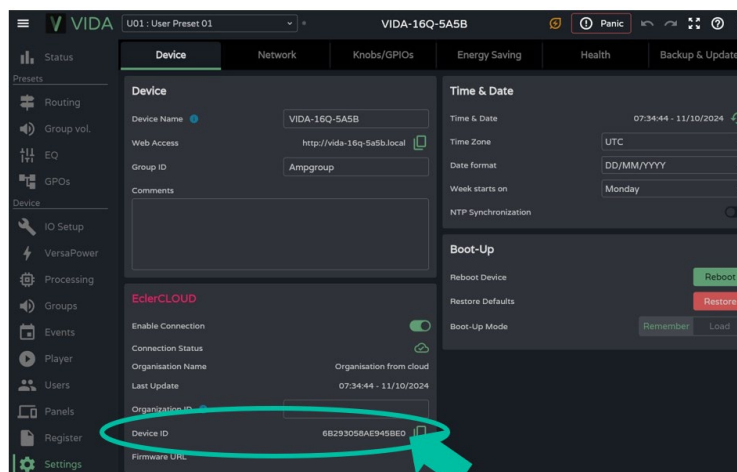 VIDA
U01 : User Preset 01
VIDA-16Q-5A5B
Panic
Status
Presets
Routing
Group vol.
EQ
GPOs
Device
IO Setup
VersaPower
Processing
Groups
Events
Player
Users
Panels
Register
Settings
Device
Network
Knobs/GPIOs
Energy Saving
Health
Backup & Update
Device
Device Name
VIDA-16Q-5A5B
Web Access
http://vida-16q-5a5b.local
Group ID
Ampgroup
Comments
EclerCLOUD
Enable Connection
Connection Status
Organisation Name
Organisation from cloud
Last Update
07:34:44 - 11/10/2024
Organization ID
Device ID
6B293058AE945BE0
Firmware URL
Time & Date
Time & Date
07:34:44 - 11/10/2024
Time Zone
UTC
Date format
DD/MM/YYYY
Week starts on
Monday
NTP Synchronization
Boot-Up
Reboot Device
Reboot
Restore Defaults
Restore
Boot-Up Mode
Remember
Load